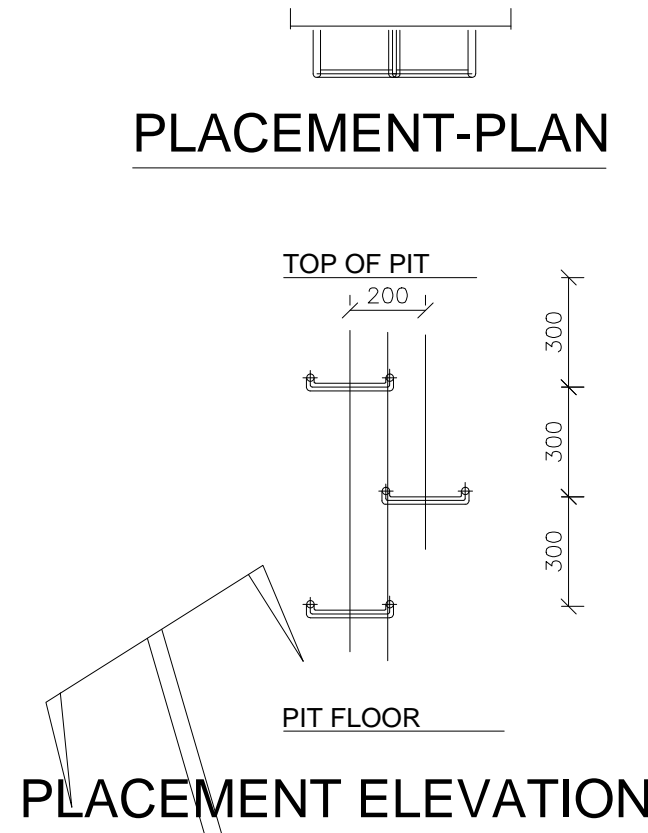 PLACEMENT-PLAN
TOP OF PIT
200
300
300
300
PIT FLOOR
PLACEMENT ELEVATION